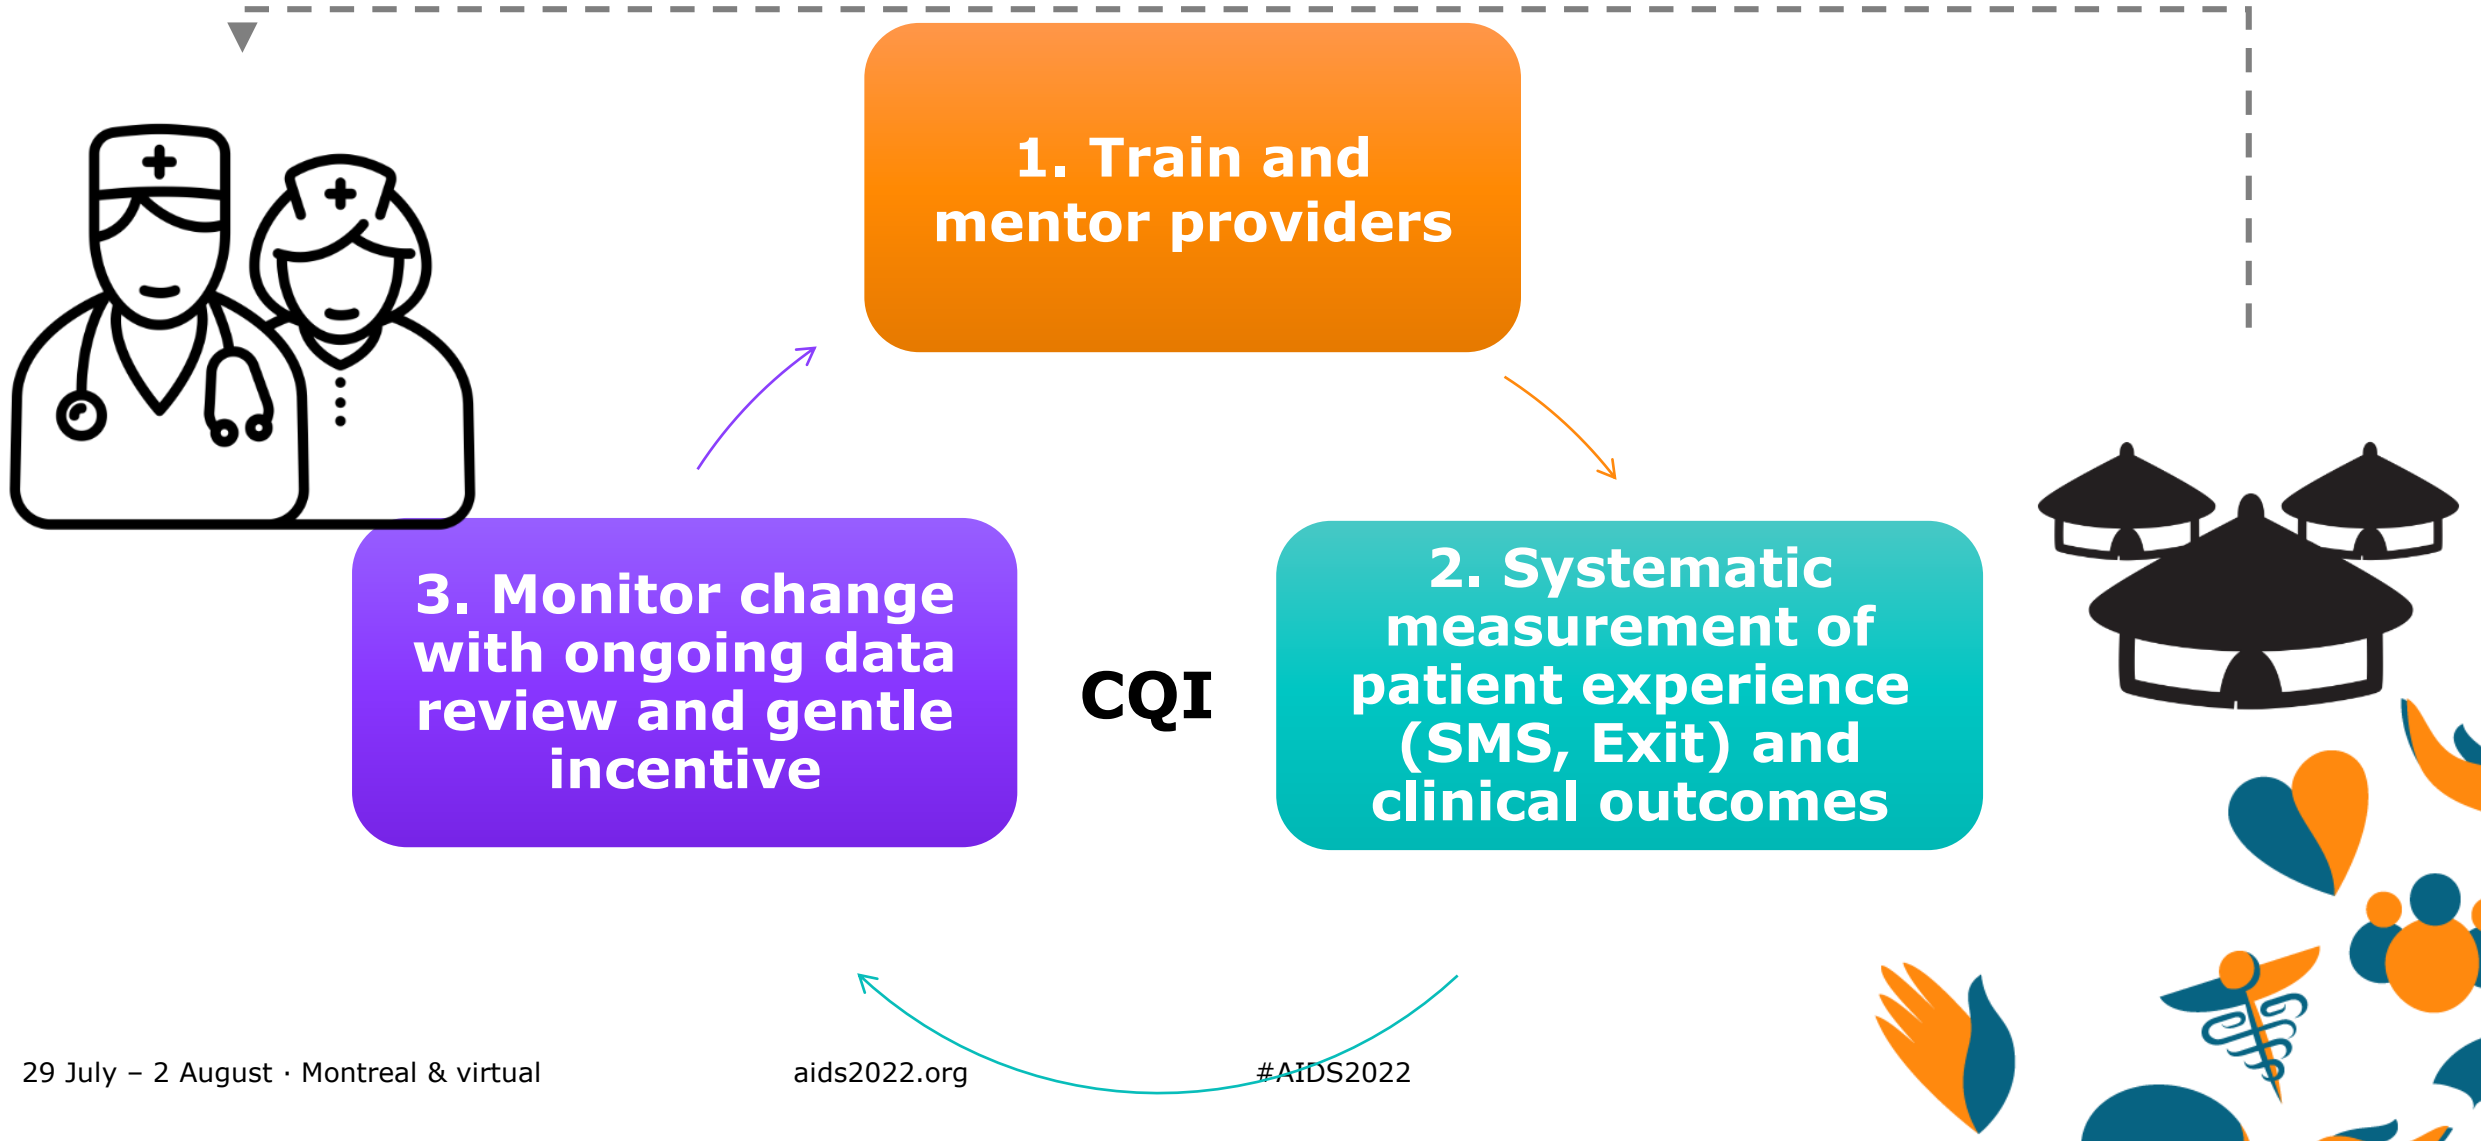 1. Train and
mentor providers
2. Systematic
measurement of
patient experience
(SMS, Exit) and
clinical outcomes
3. Monitor change
with ongoing data
review and gentle
incentive
CQI
29 July – 2 August · Montreal & virtual
aids2022.org
#AIDS2022